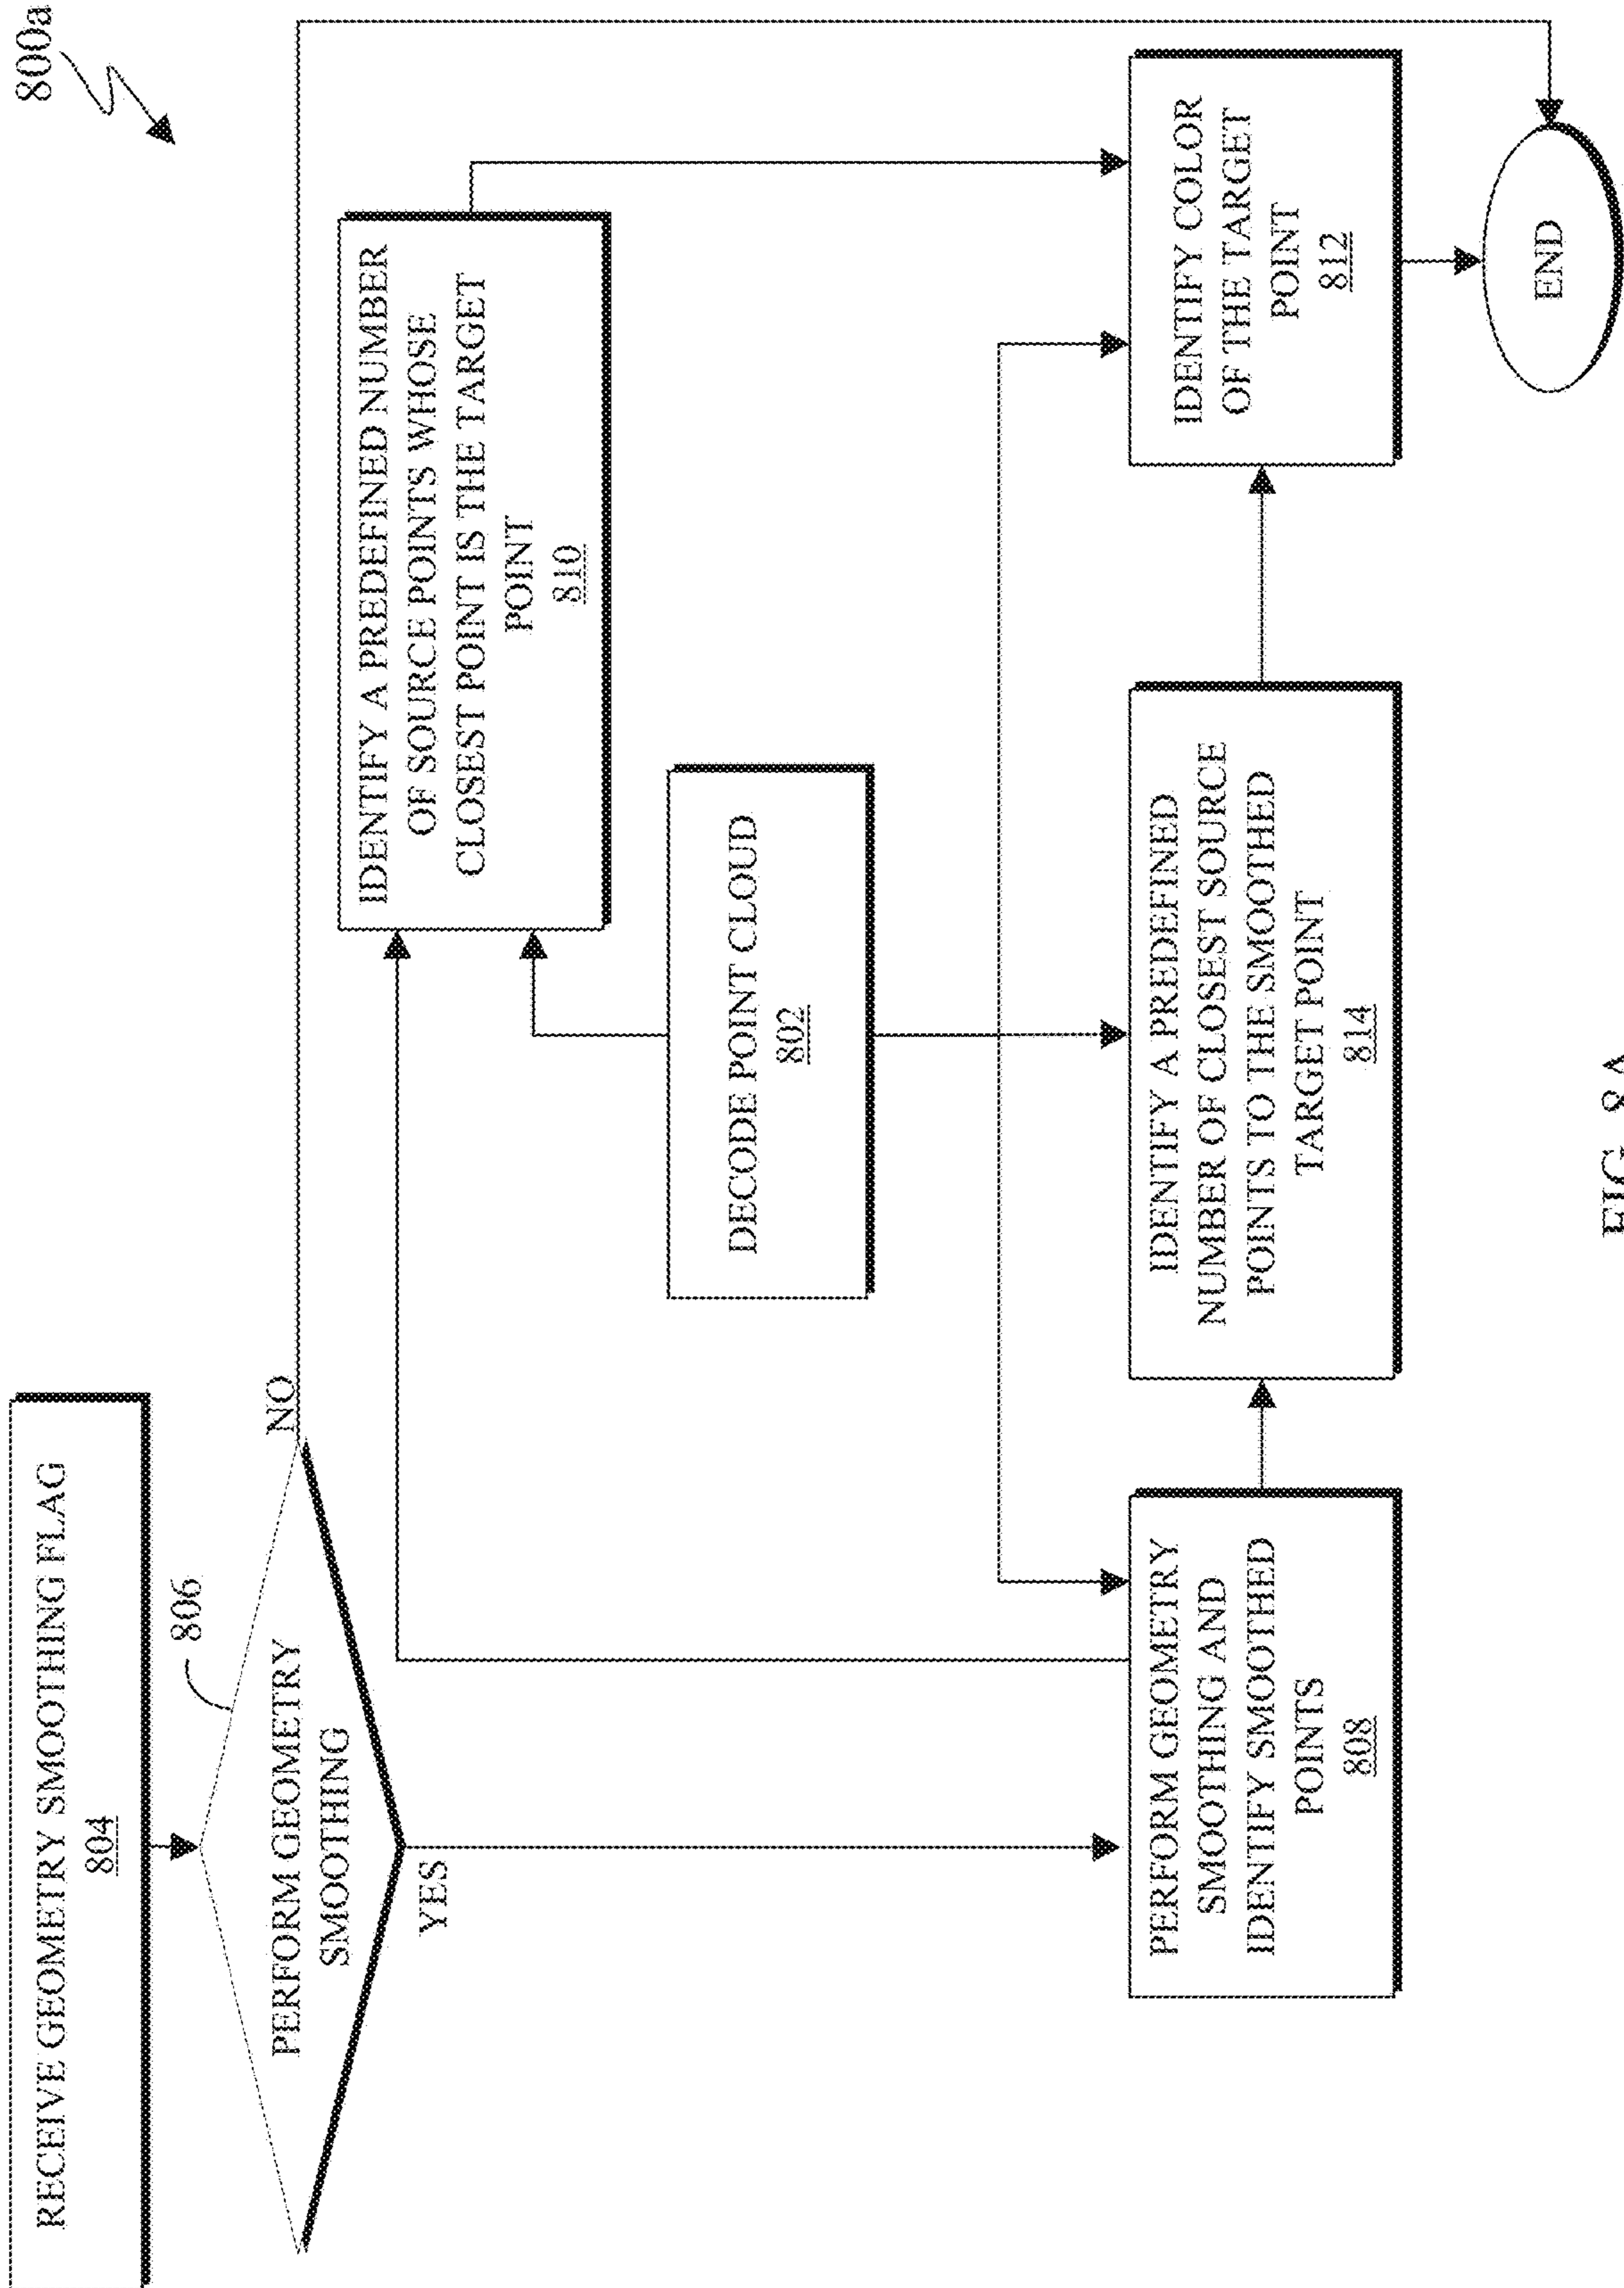 800a
RECEIVE GEOMETRY SMOOTHING FLAG
804
806
PERFORM GEOMETRY
SMOOTHING
NO
YES
IDENTIFY A PREDEFINED NUMBER
OF SOURCE POINTS WHOSE
CLOSEST POINT IS THE TARGET
POINT
810
DECODE POINT CLOUD
802
PERFORM GEOMETRY
SMOOTHING AND
IDENTIFY SMOOTHED
POINTS
808
IDENTIFY A PREDEFINED
NUMBER OF CLOSEST SOURCE
POINTS TO THE SMOOTHED
TARGET POINT
814
IDENTIFY COLOR
OF THE TARGET
POINT
812
END
FIG. 8A